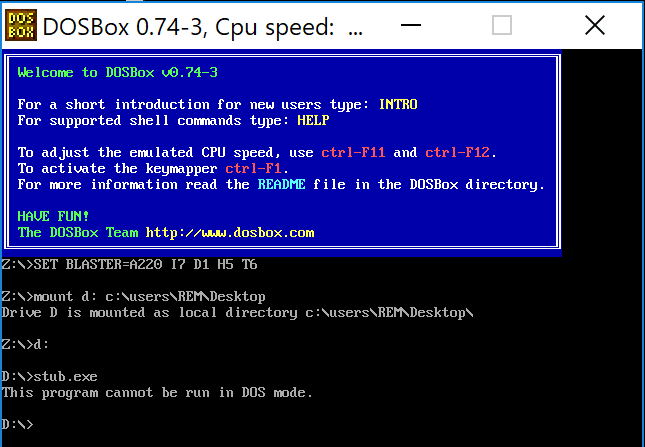 DOS
BOX
DOSBox 0.74-3, Cpu speed: ...
Welcome to DOSBox v0.74-3
For a short introduction for new users type: INTRO
For supported shell commands type: HELP
To adjust the emulated CPU speed, use ctrl-F11 and ctrl-F12.
To activate the keymapper ctrl-F1.
For more information read the README file in the DOSBox directory.
HAVE FUN!
The DOSBox Team http://www.dosbox.com
Z:\>SET BLASTER=A220 I7 D1 H5 T6
Z:\>mount d: c:\users\REM\Desktop
Drive D is mounted as local directory c:\users\REM\Desktop\
Z:\>d:
D:\>stub.exe
This program cannot be run in DOS mode.
D:\>